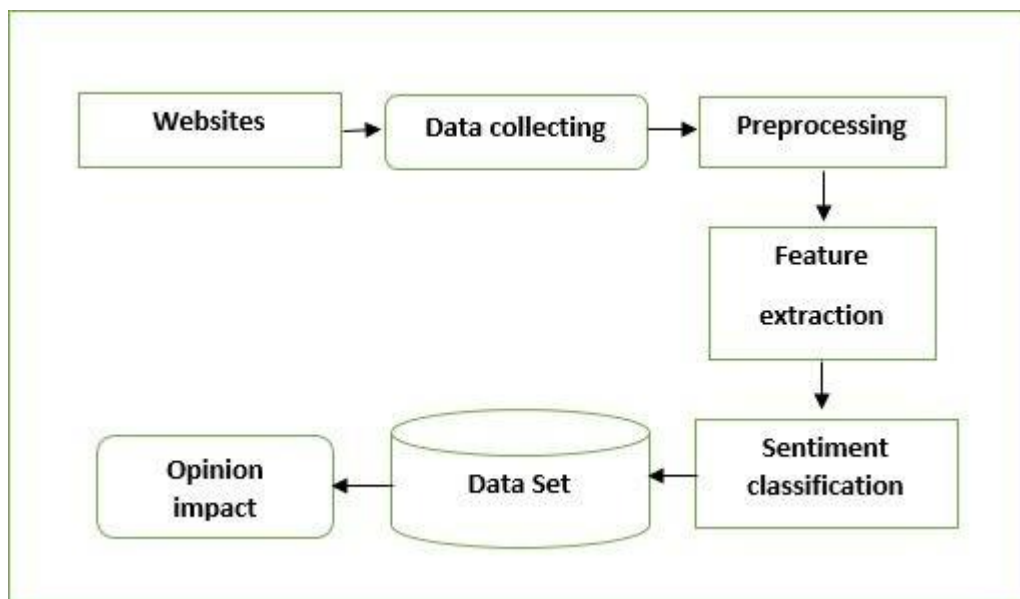 Websites
Data collecting
Preprocessing
Feature
extraction
Sentiment
classification
Data Set
Opinion
impact